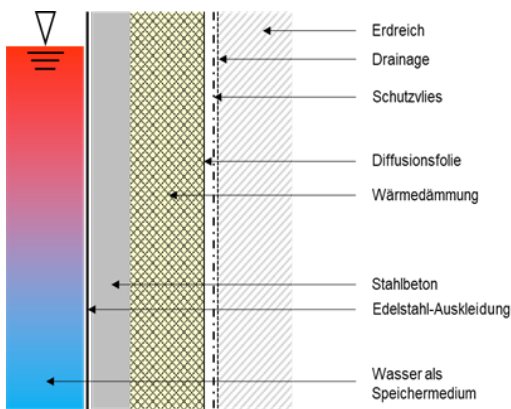 Erdreich
Drainage
Schutzvlies
Diffusionsfolie
Wärmedämmung
Stahlbeton
Edelstahl-Auskleidung
Wasser als
Speichermedium